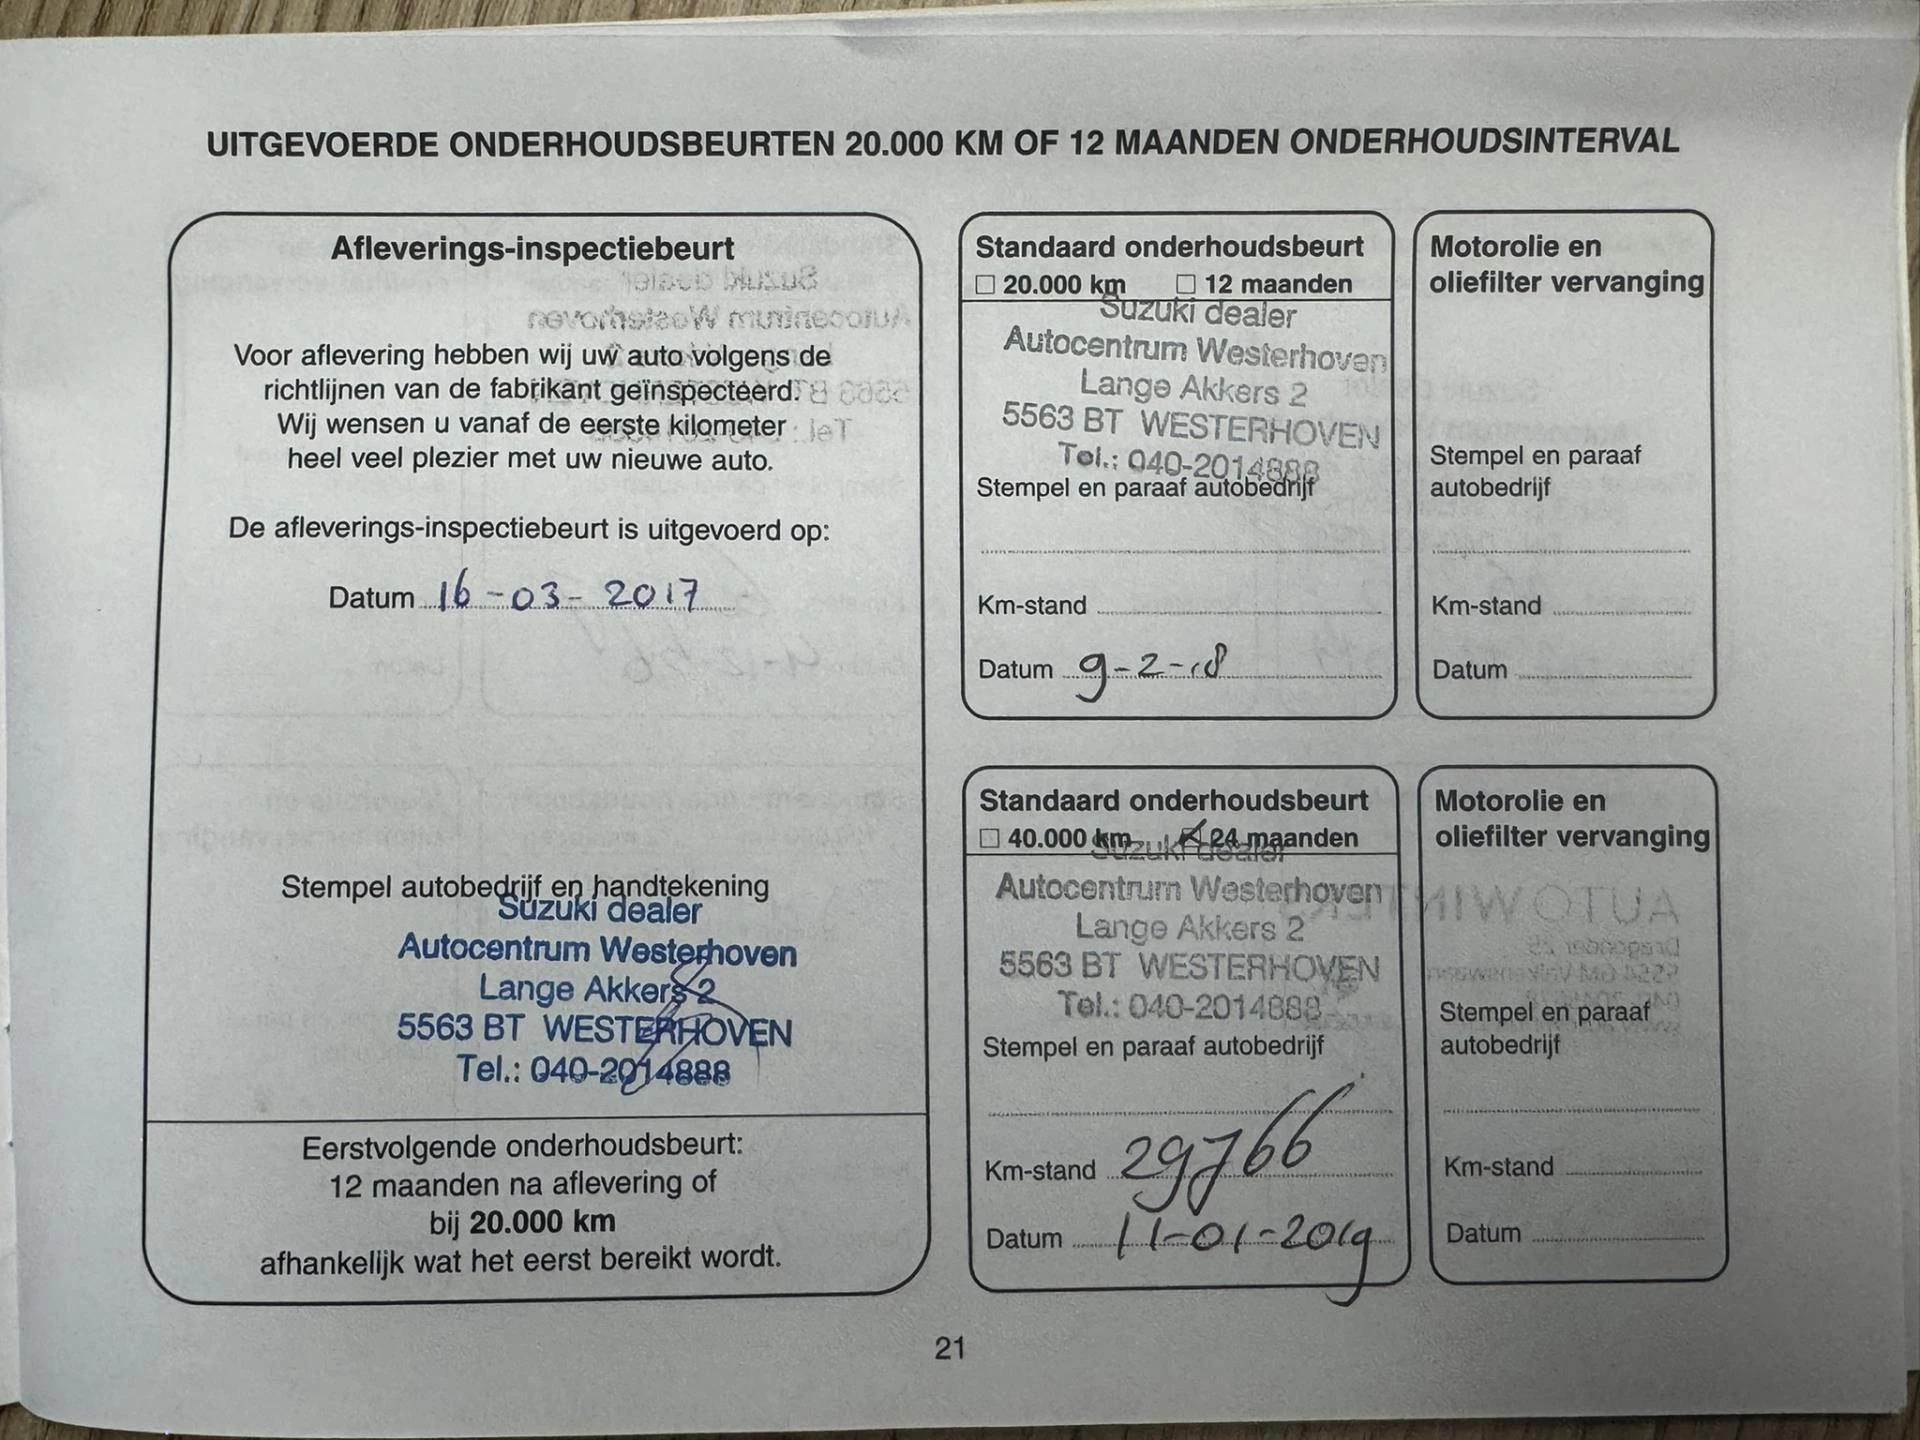 UITGEVOERDE ONDERHOUDSBEURTEN 20.000 KM OF 12 MAANDEN ONDERHOUDSINTERVAL
Afleverings-inspectiebeurt
Voor aflevering hebben wij uw auto volgens de
richtlijnen van de fabrikant geïnspecteerd.
Wij wensen u vanaf de eerste kilometer
heel veel plezier met uw nieuwe auto.
De afleverings-inspectiebeurt is uitgevoerd op:
Datum 16-03-2017
Stempel autobedrijf en handtekening
Suzuki dealer
Autocentrum Westerhoven
Lange Akkers 2
5563 BT WESTERHOVEN
Tel.: 040-2014888
Eerstvolgende onderhoudsbeurt:
12 maanden na aflevering of
bij 20.000 km
afhankelijk wat het eerst bereikt wordt.
Standaard onderhoudsbeurt
20.000 km 12 maanden
Suzuki dealer
Autocentrum Westerhoven
Lange Akkers 2
5563 BT WESTERHOVEN
Tel.: 040-2014888
Stempel en paraaf autobedrijf
Km-stand
Datum 9-2-18
Motorolie en
oliefilter vervanging
Stempel en paraaf
autobedrijf
Km-stand
Datum
Standaard onderhoudsbeurt
40.000 km 24 maanden
Suzuki dealer
Autocentrum Westerhoven
Lange Akkers 2
5563 BT WESTERHOVEN
Tel.: 040-2014888
Stempel en paraaf autobedrijf
Km-stand 29766
Datum 11-01-2019
Motorolie en
oliefilter vervanging
Stempel en paraaf
autobedrijf
Km-stand
Datum
21